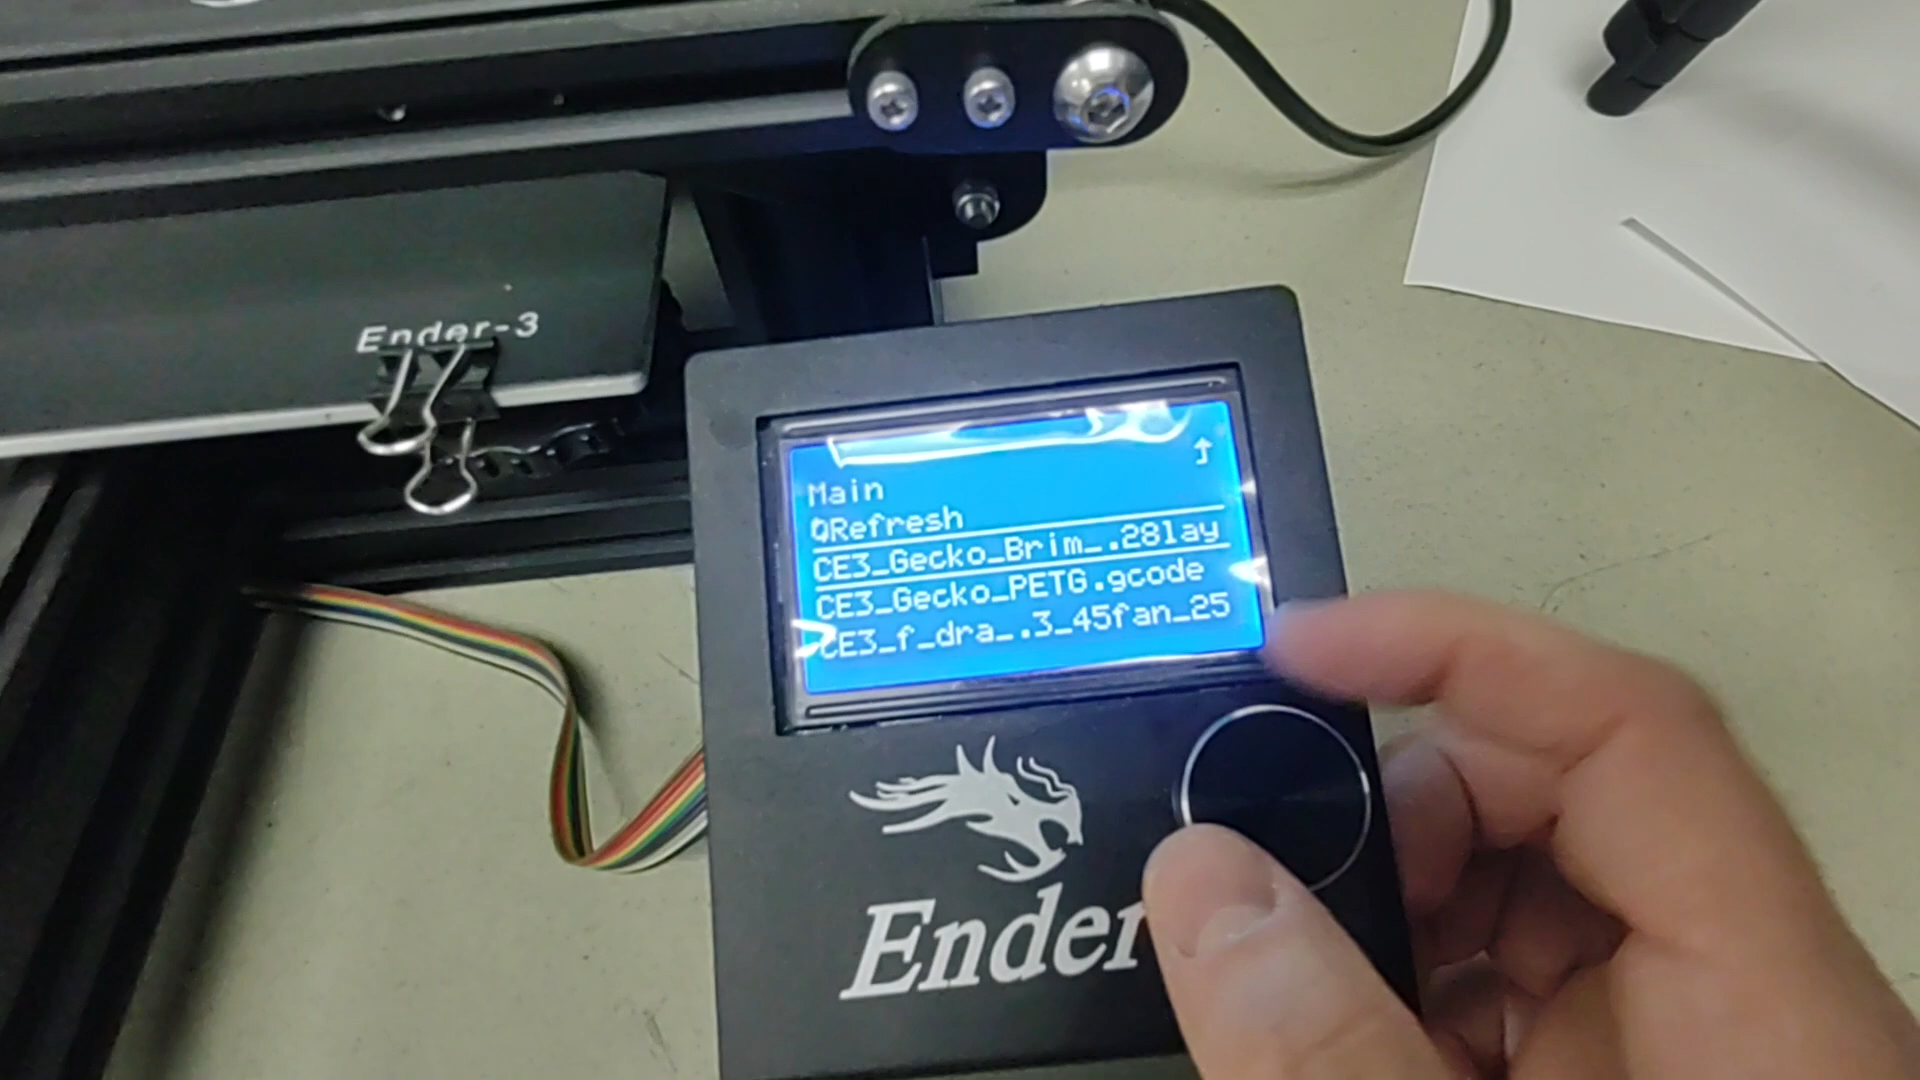 Ender-3
Main
Refresh
CE3_Gecko_Brim_.28lay
CE3_Gecko_PETG.gcode
CE3_f_dra_.3_45fan_25
Ender